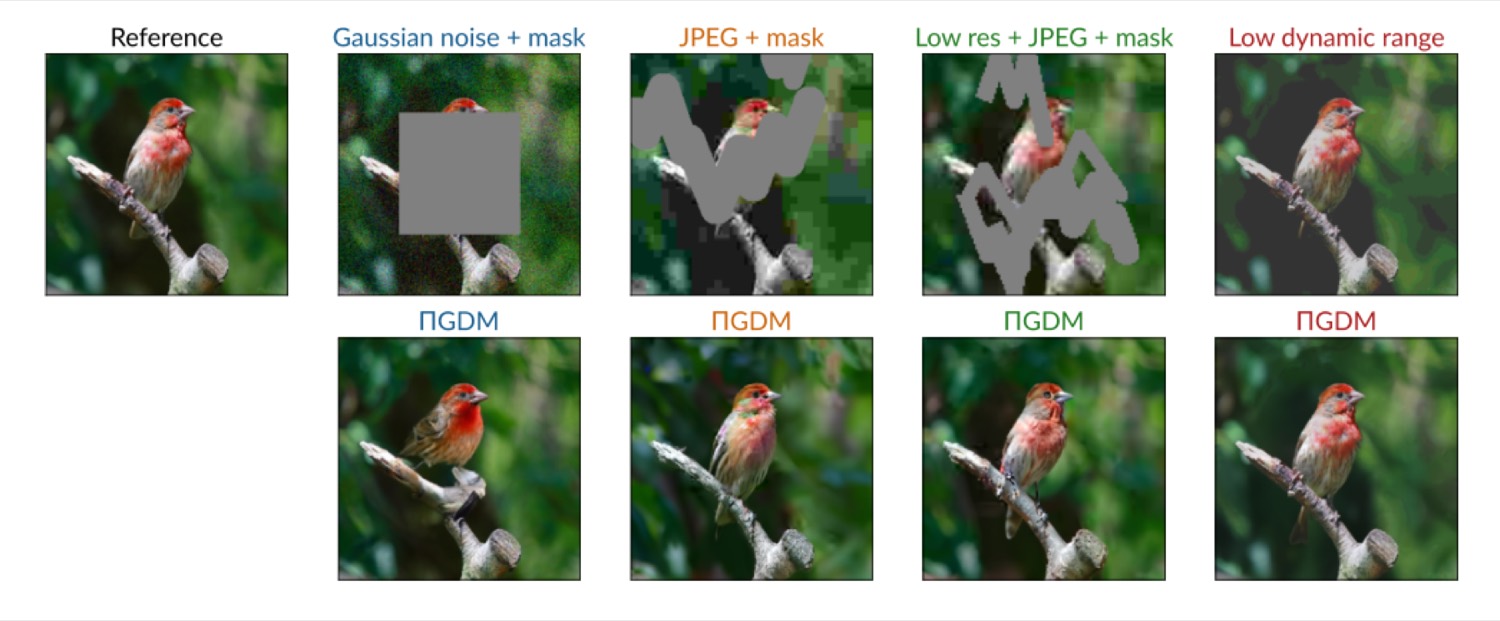 Reference
Gaussian noise + mask
JPEG + mask
Low res + JPEG + mask
Low dynamic range
ΠGDM
ΠGDM
ΠGDM
ΠGDM